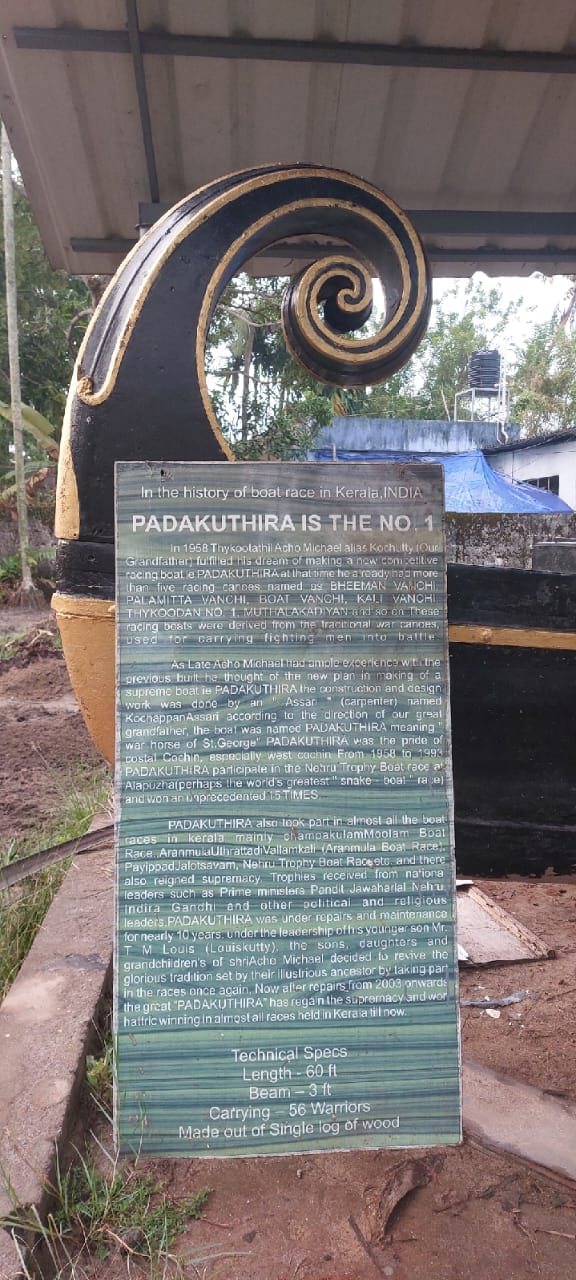 In the history of boat race in Kerala,INDIA
PADAKUTHIRA IS THE NO. 1
In 1958 Thykootathil Acho Michael alias Kochutty (Our
Grandfather) fulfilled his dream of making a new competitive
racing boat ie PADAKUTHIRA at that time he already had more
than five racing canoes named as BHEEMAN VANCHI,
PALAMITTA VANCHI, BOAT VANCHI, KALI VANCHI
THYKOODAN NO. 1, MUTHALAKADIYAN and so on These
racing boats were derived from the traditional war canoes,
used for carrying fighting men into battle
As Late Acho Michael had ample experience with the
previous built he thought of the new plan in making of a
supreme boat ie PADAKUTHIRA the construction and design
work was done by an " Assari " (carpenter) named
KochappanAssari according to the direction of our great
grandfather, the boat was named PADAKUTHIRA meaning "
war horse of St.George" PADAKUTHIRA was the pride of
costal Cochin, especially west cochin From 1958 to 1993
PADAKUTHIRA participate in the Nehru Trophy Boat race at
Alapuzha(perhaps the world's greatest " snake - boat " race)
and won an unprecedented 15 TIMES.
PADAKUTHIRA also took part in almost all the boat
races in kerala mainly champakulamMoolam Boat
Race,AranmulaUthrattadiVallamkali (Aranmula Boat Race),
PayippadJalotsavam, Nehru Trophy Boat Race,etc, and there
also reigned supremacy. Trophies received from national
leaders such as Prime ministers Pandit Jawaharlal Nehru
Indira Gandhi and other political and religious
leaders.PADAKUTHIRA was under repairs and maintenance
for nearly 10 years, under the leadership of his younger son Mr.
T M Louis (Louiskutty), the sons, daughters and
grandchildren's of shriAcho Michael decided to revive the
glorious tradition set by their illustrious ancestor by taking part
in the races once again. Now after repairs from 2003 onwards
the great "PADAKUTHIRA" has regain the supremacy and won
hattric winning in almost all races held in Kerala till now.
Technical Specs
Length - 60 ft
Beam – 3 ft
Carrying – 56 Warriors
Made out of Single log of wood